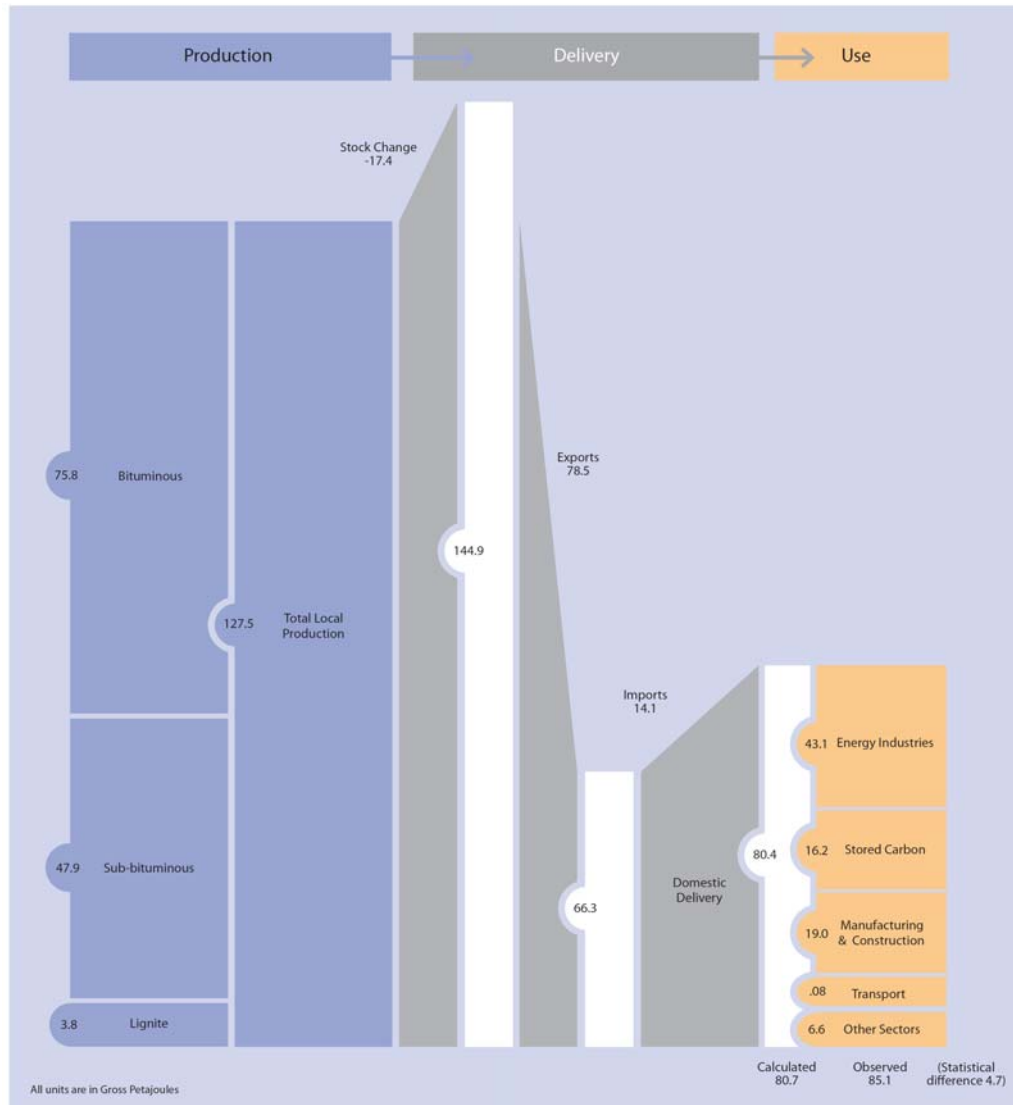 Production
Delivery
Use
Stock Change
-17.4
75.8
Bituminous
127.5
Total Local
Production
144.9
Exports
78.5
Imports
14.1
47.9
Sub-bituminous
3.8
Lignite
66.3
Domestic
Delivery
80.4
43.1
Energy Industries
16.2
Stored Carbon
19.0
Manufacturing
& Construction
.08
Transport
6.6
Other Sectors
Calculated
80.7
Observed
85.1
(Statistical
difference 4.7)
All units are in Gross Petajoules